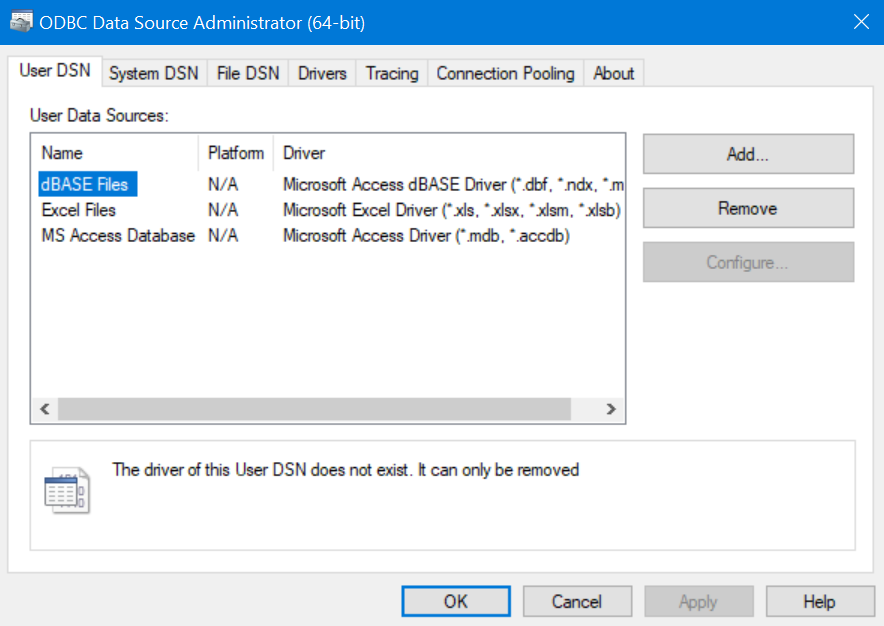 ODBC Data Source Administrator (64-bit)
User DSN System DSN File DSN Drivers Tracing Connection Pooling About
User Data Sources:
Name Platform Driver
dBASE Files N/A Microsoft Access dBASE Driver (*.dbf, *.ndx, *.m
Excel Files N/A Microsoft Excel Driver (*.xls, *.xlsx, *.xlsm, *.xlsb)
MS Access Database N/A Microsoft Access Driver (*.mdb, *.accdb)
Add...
Remove
Configure...
The driver of this User DSN does not exist. It can only be removed
OK Cancel Apply Help